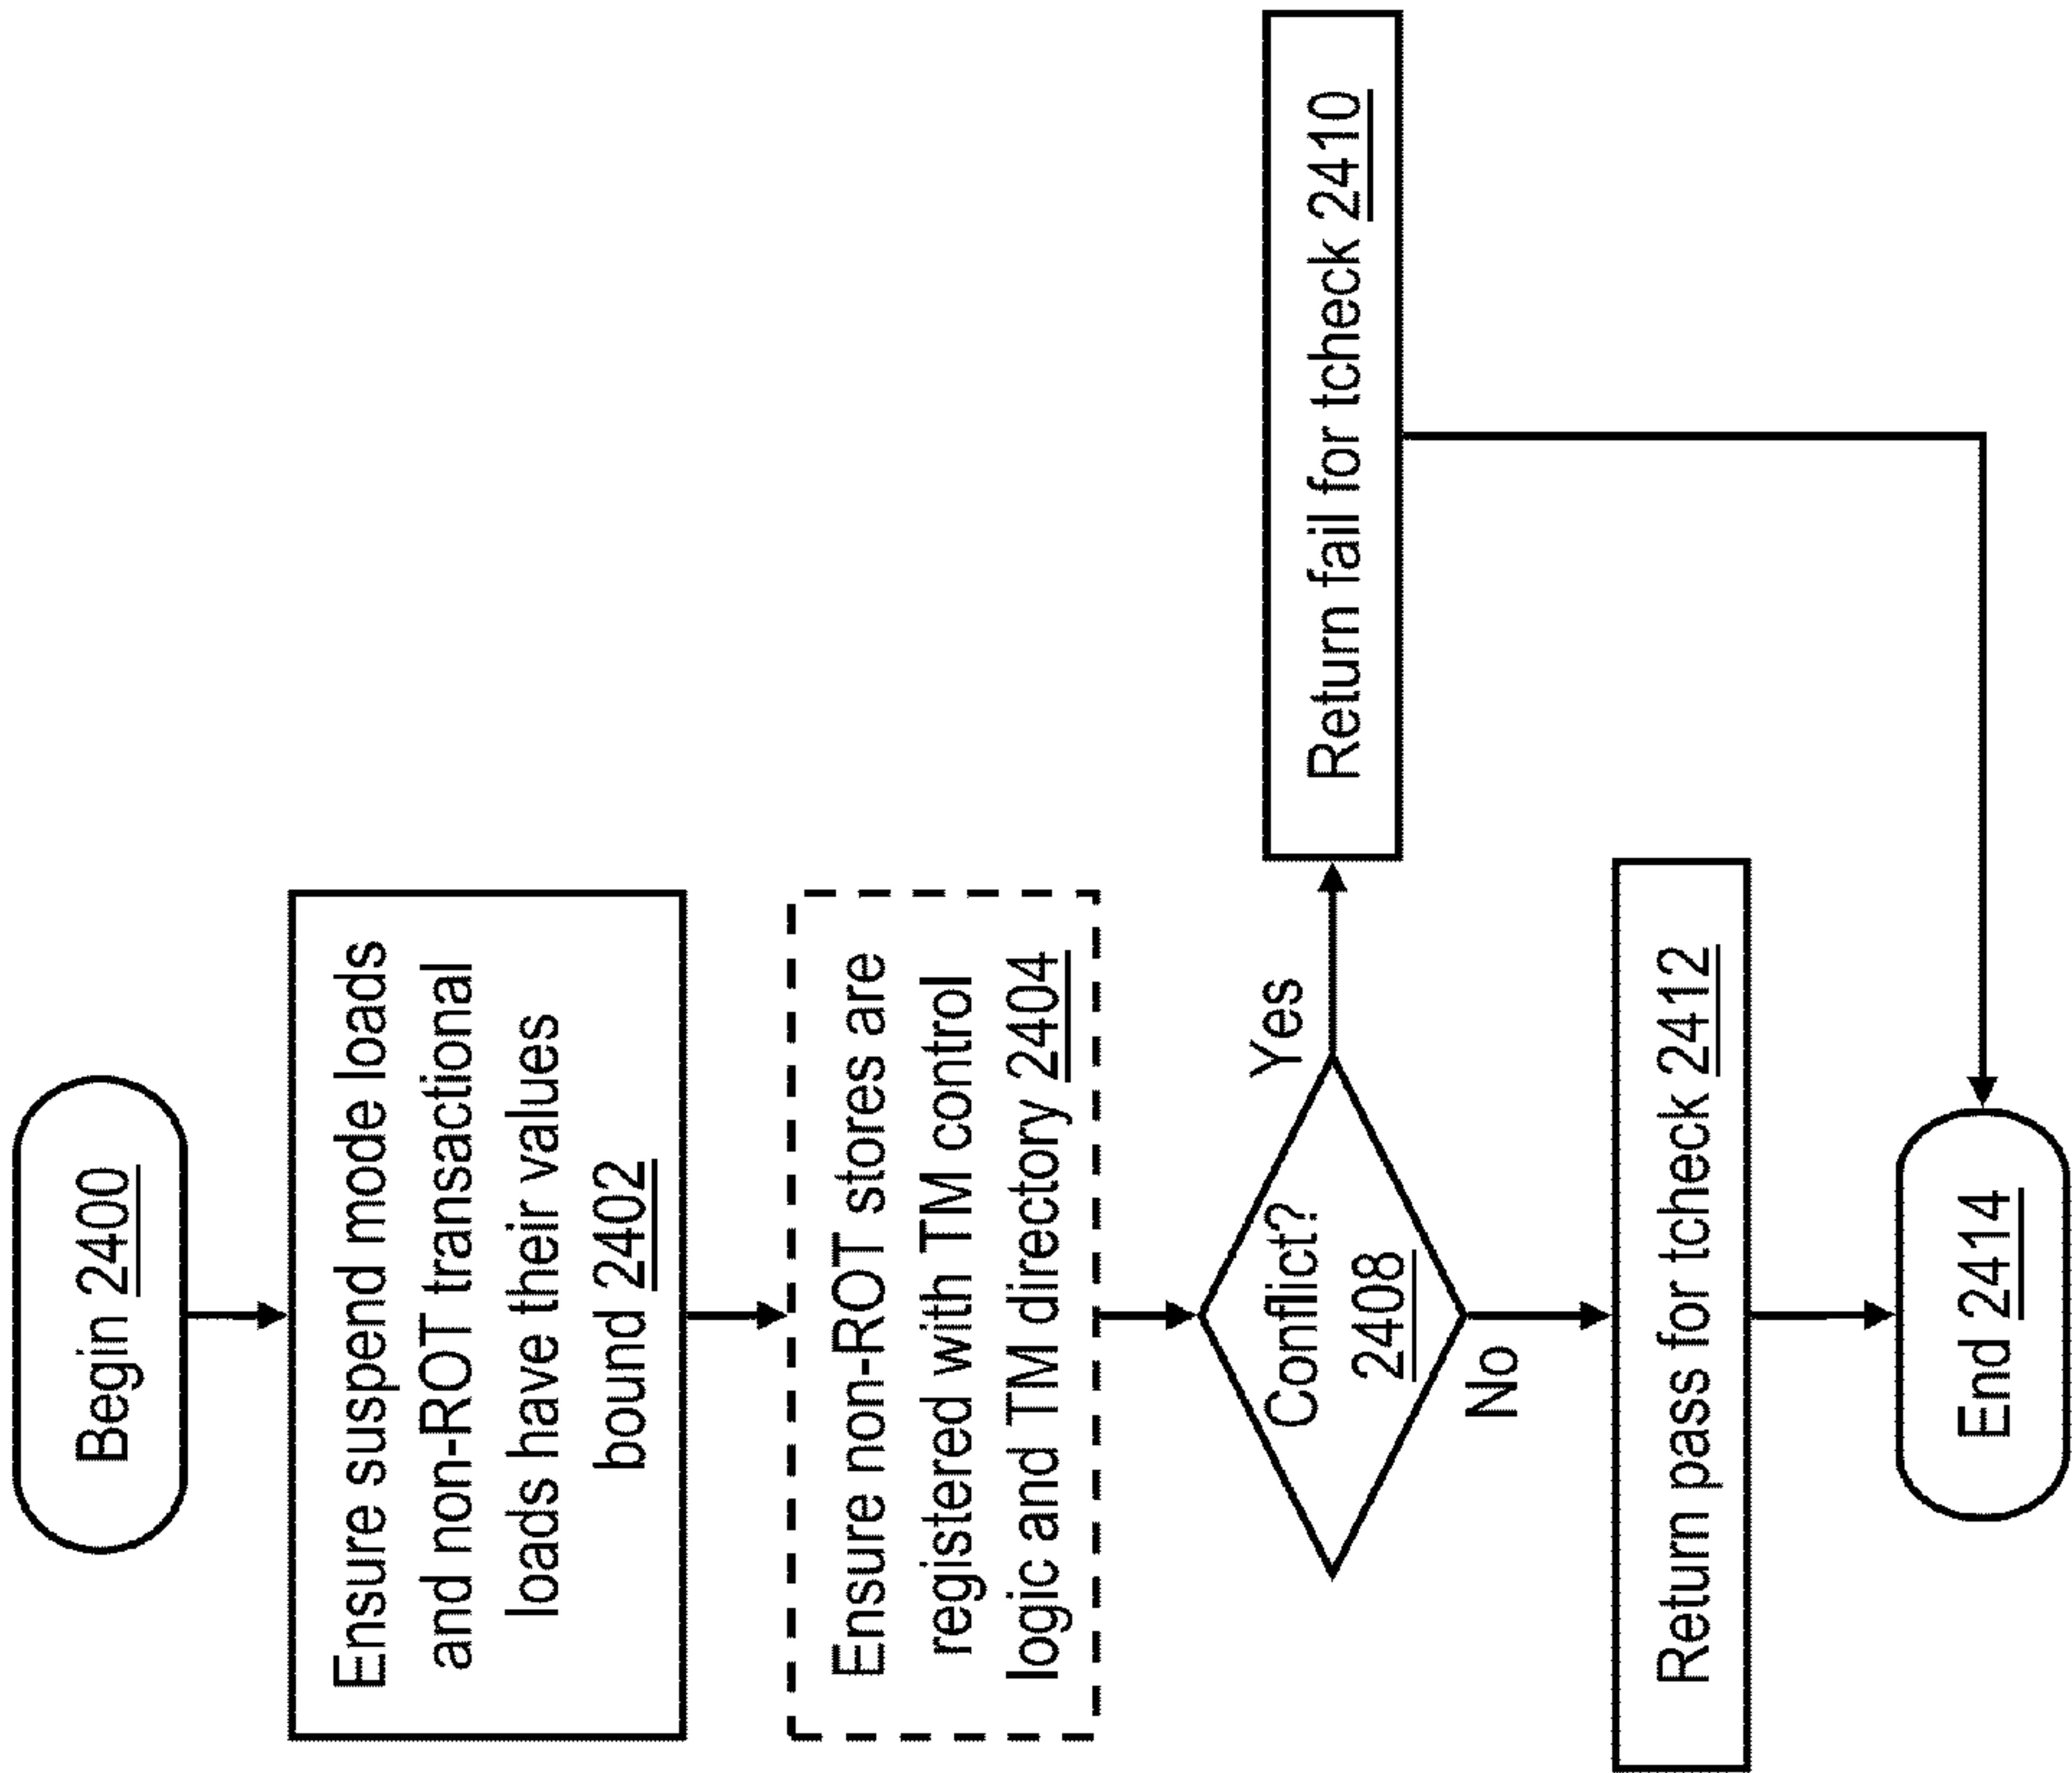 Begin 2400
Ensure suspend mode loads
and non-ROT transactional
loads have their values
bound 2402
Ensure non-ROT stores are
registered with TM control
logic and TM directory 2404
Conflict?
2408
Yes
Return fail for tcheck 2410
No
Return pass for tcheck 2412
End 2414